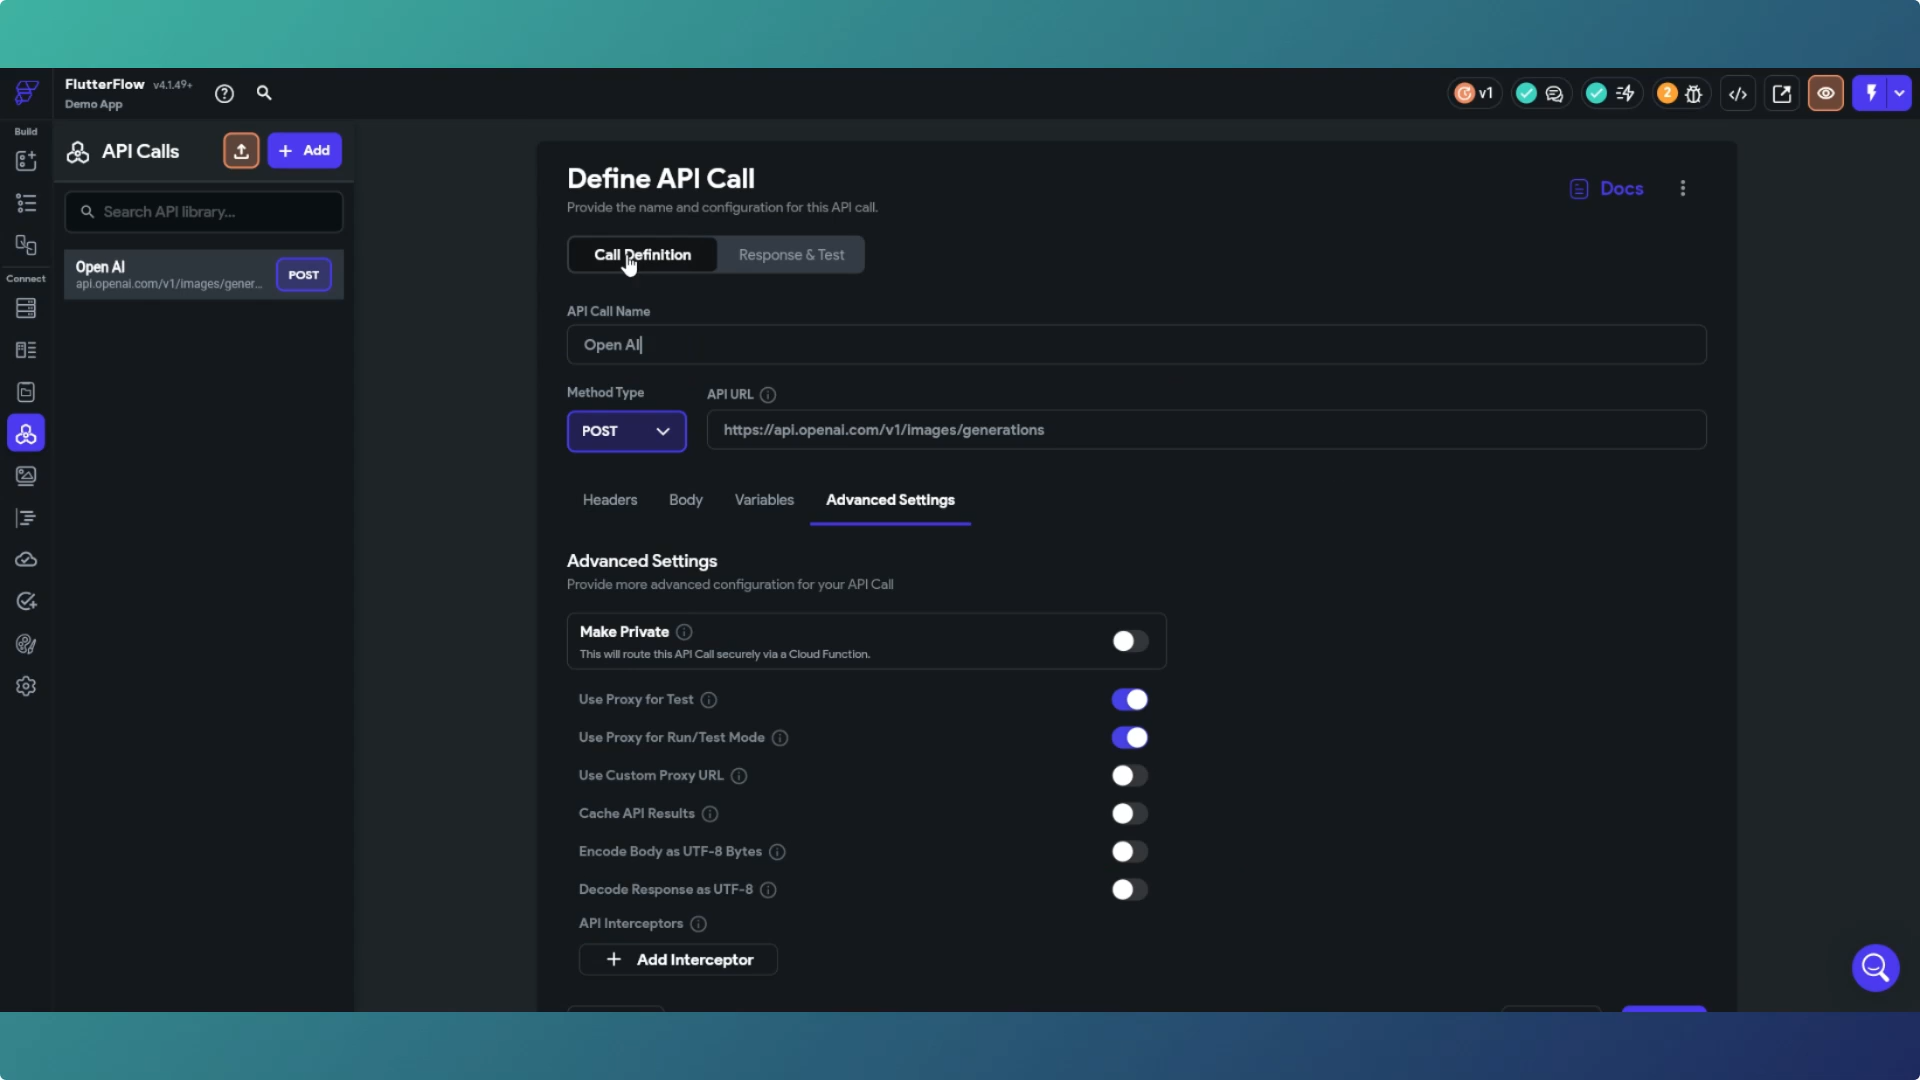 FlutterFlow v4.1.49+
Demo App
v1
2
Build
API Calls
+ Add
Search API library...
Open AI
api.openai.com/v1/images/gener...
POST
Connect
Define API Call
Provide the name and configuration for this API call.
Docs
Call Definition
Response & Test
API Call Name
Open AI
Method Type
API URL
POST
https://api.openai.com/v1/images/generations
Headers
Body
Variables
Advanced Settings
Advanced Settings
Provide more advanced configuration for your API Call
Make Private
This will route this API Call securely via a Cloud Function.
Use Proxy for Test
Use Proxy for Run/Test Mode
Use Custom Proxy URL
Cache API Results
Encode Body as UTF-8 Bytes
Decode Response as UTF-8
API Interceptors
+ Add Interceptor